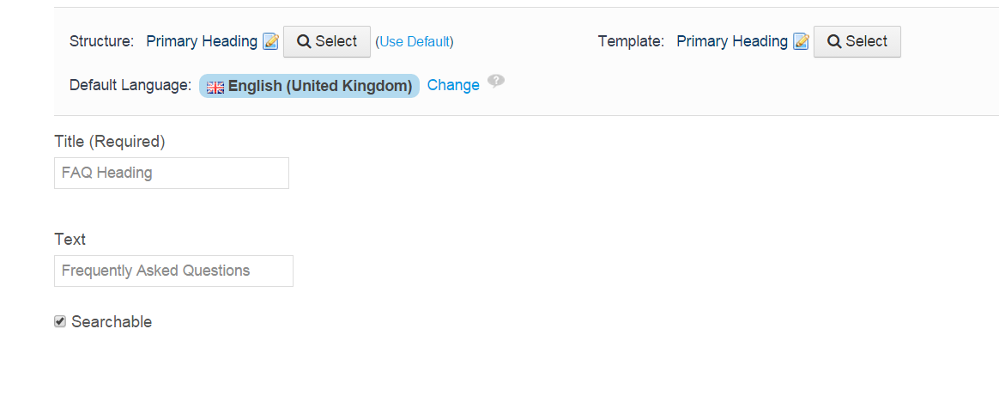 Structure: Primary Heading Select (Use Default) Template: Primary Heading Select
Default Language: English (United Kingdom) Change ?
Title (Required)
FAQ Heading
Text
Frequently Asked Questions
Searchable